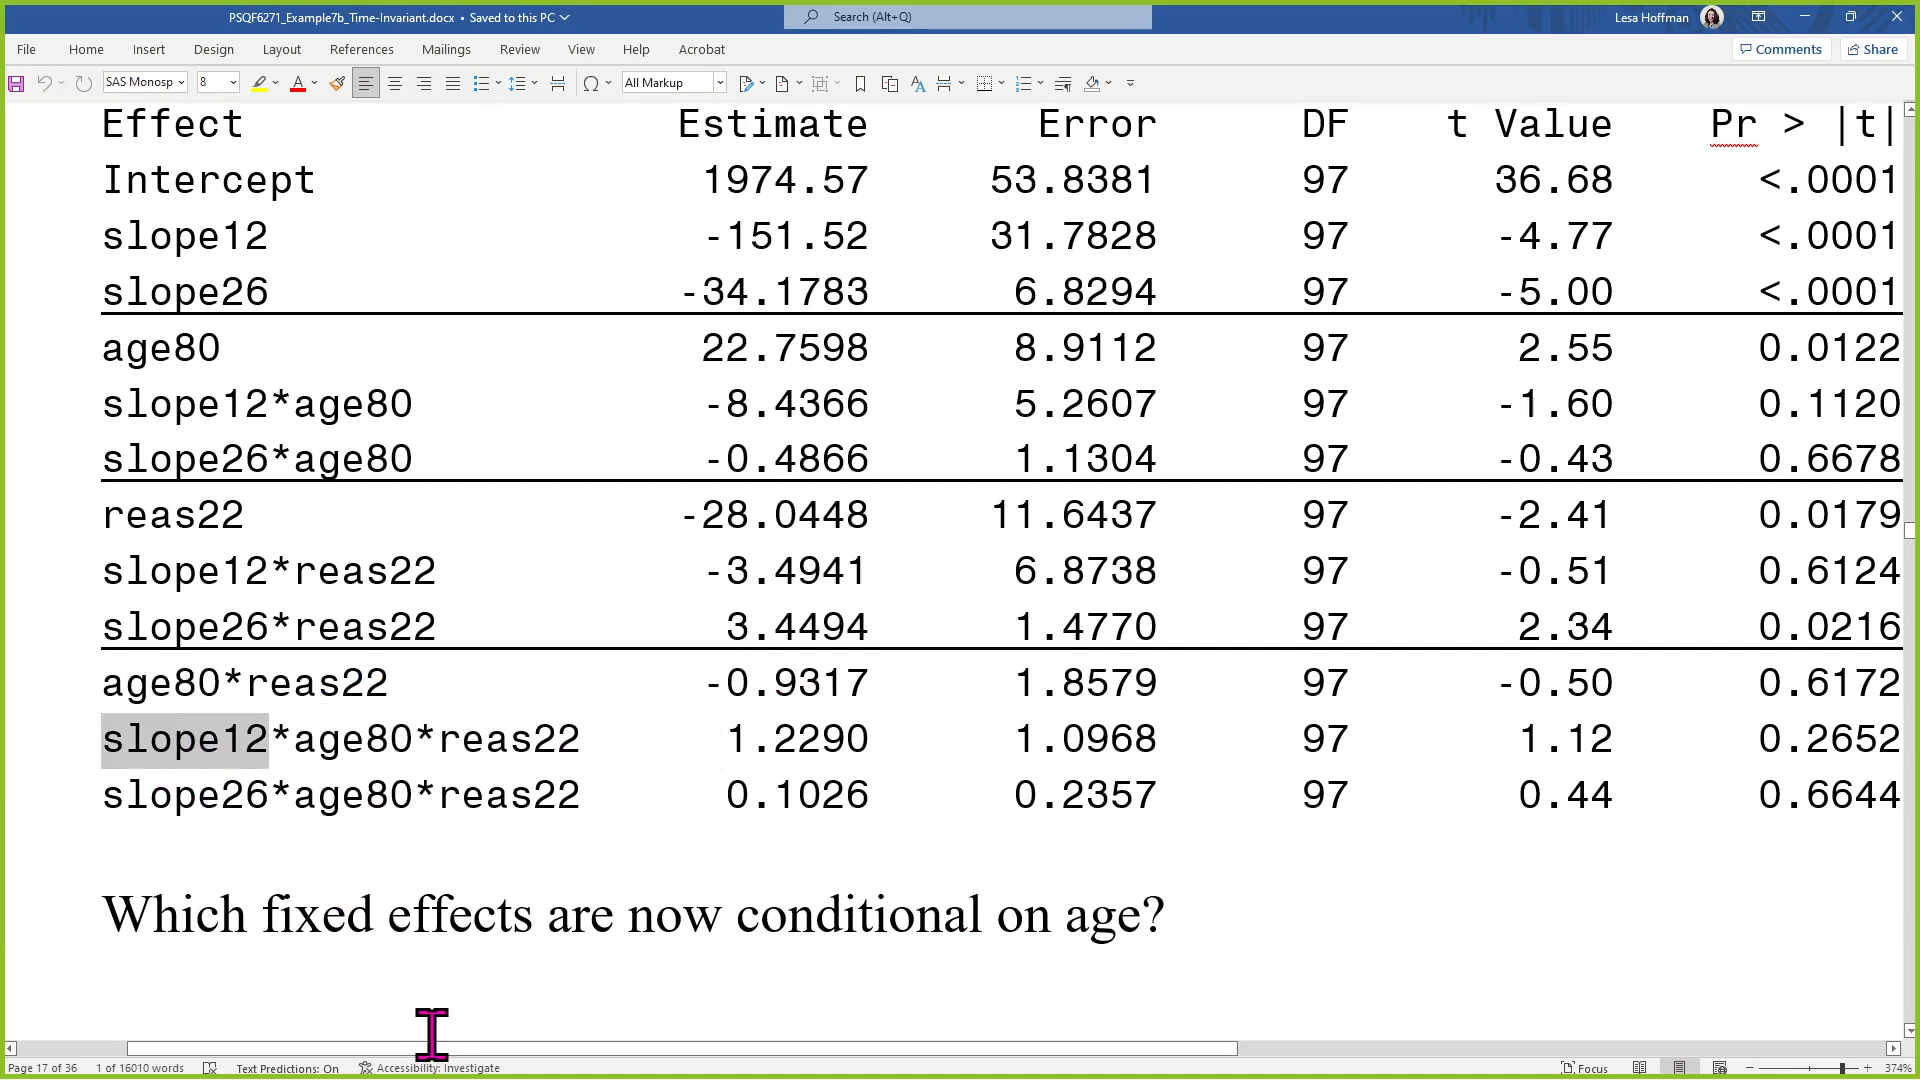 PSQF6271_Example7b_Time-Invariant.docx • Saved to this PC
Search (Alt+Q)
Lesa Hoffman
File Home Insert Design Layout References Mailings Review View Help Acrobat
Comments Share
SAS Monosp 8 All Markup
Effect Estimate Error DF t Value Pr > |t|
Intercept 1974.57 53.8381 97 36.68 <.0001
slope12 -151.52 31.7828 97 -4.77 <.0001
slope26 -34.1783 6.8294 97 -5.00 <.0001
age80 22.7598 8.9112 97 2.55 0.0122
slope12*age80 -8.4366 5.2607 97 -1.60 0.1120
slope26*age80 -0.4866 1.1304 97 -0.43 0.6678
reas22 -28.0448 11.6437 97 -2.41 0.0179
slope12*reas22 -3.4941 6.8738 97 -0.51 0.6124
slope26*reas22 3.4494 1.4770 97 2.34 0.0216
age80*reas22 -0.9317 1.8579 97 -0.50 0.6172
slope12*age80*reas22 1.2290 1.0968 97 1.12 0.2652
slope26*age80*reas22 0.1026 0.2357 97 0.44 0.6644
Which fixed effects are now conditional on age?
Page 17 of 36 1 of 16010 words Text Predictions: On Accessibility: Investigate Focus 374%